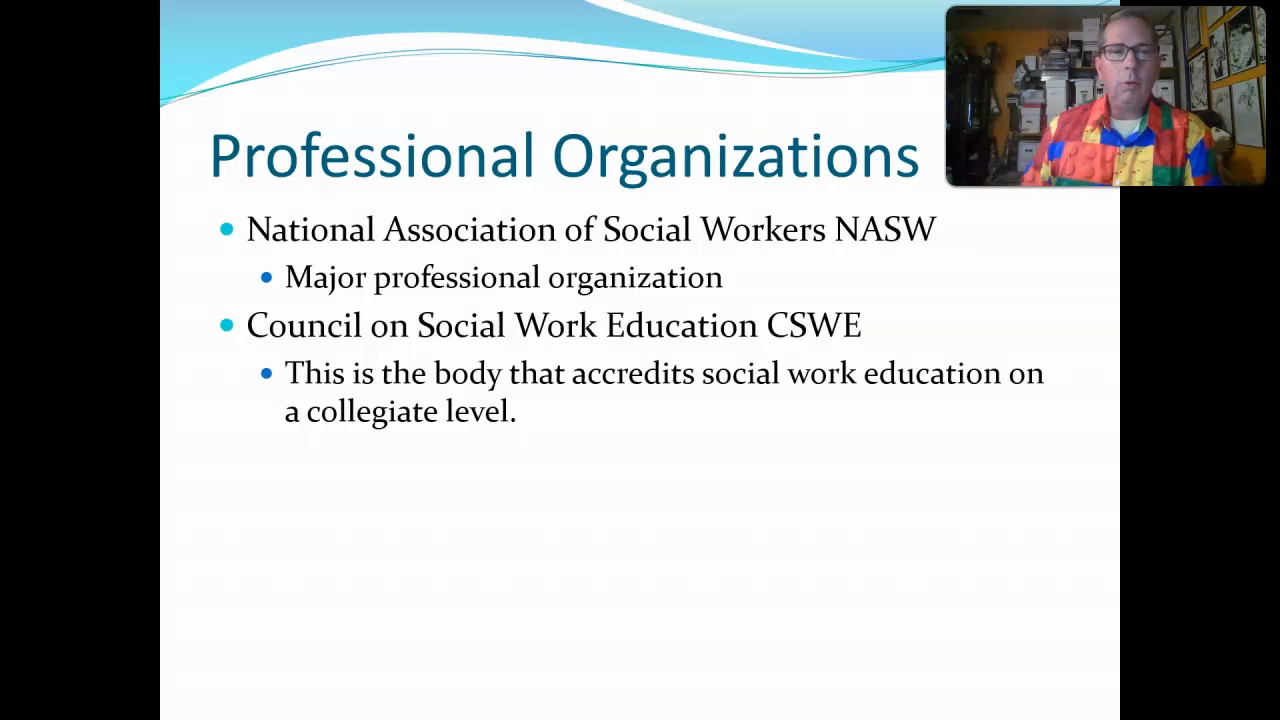 Professional Organizations
National Association of Social Workers NASW
Major professional organization
Council on Social Work Education CSWE
This is the body that accredits social work education on
a collegiate level.